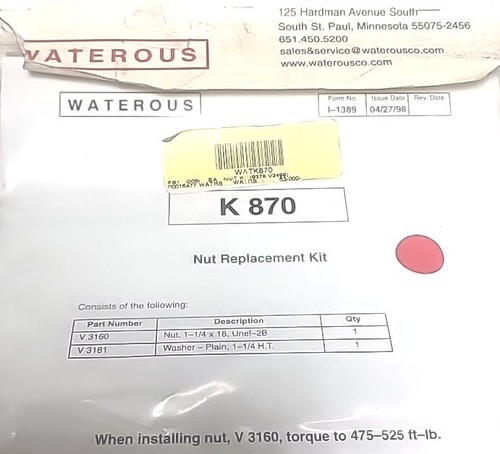 125 Hardman Avenue South
South St. Paul, Minnesota 55075-2456
651.450.5200
sales&service@waterousco.com
www.waterousco.com
WATEROUS
WATEROUS
Form No. Issue Date Rev. Date
I-1389 04/27/98
WATK870
EA NUT
WATRS
K 870
Nut Replacement Kit
Consists of the following:
Part Number Description Qty
V 3160 Nut, 1-1/4 x 18, Unef-2B 1
V 3181 Washer – Plain, 1-1/4 H.T. 1
When installing nut, V 3160, torque to 475–525 ft-lb.